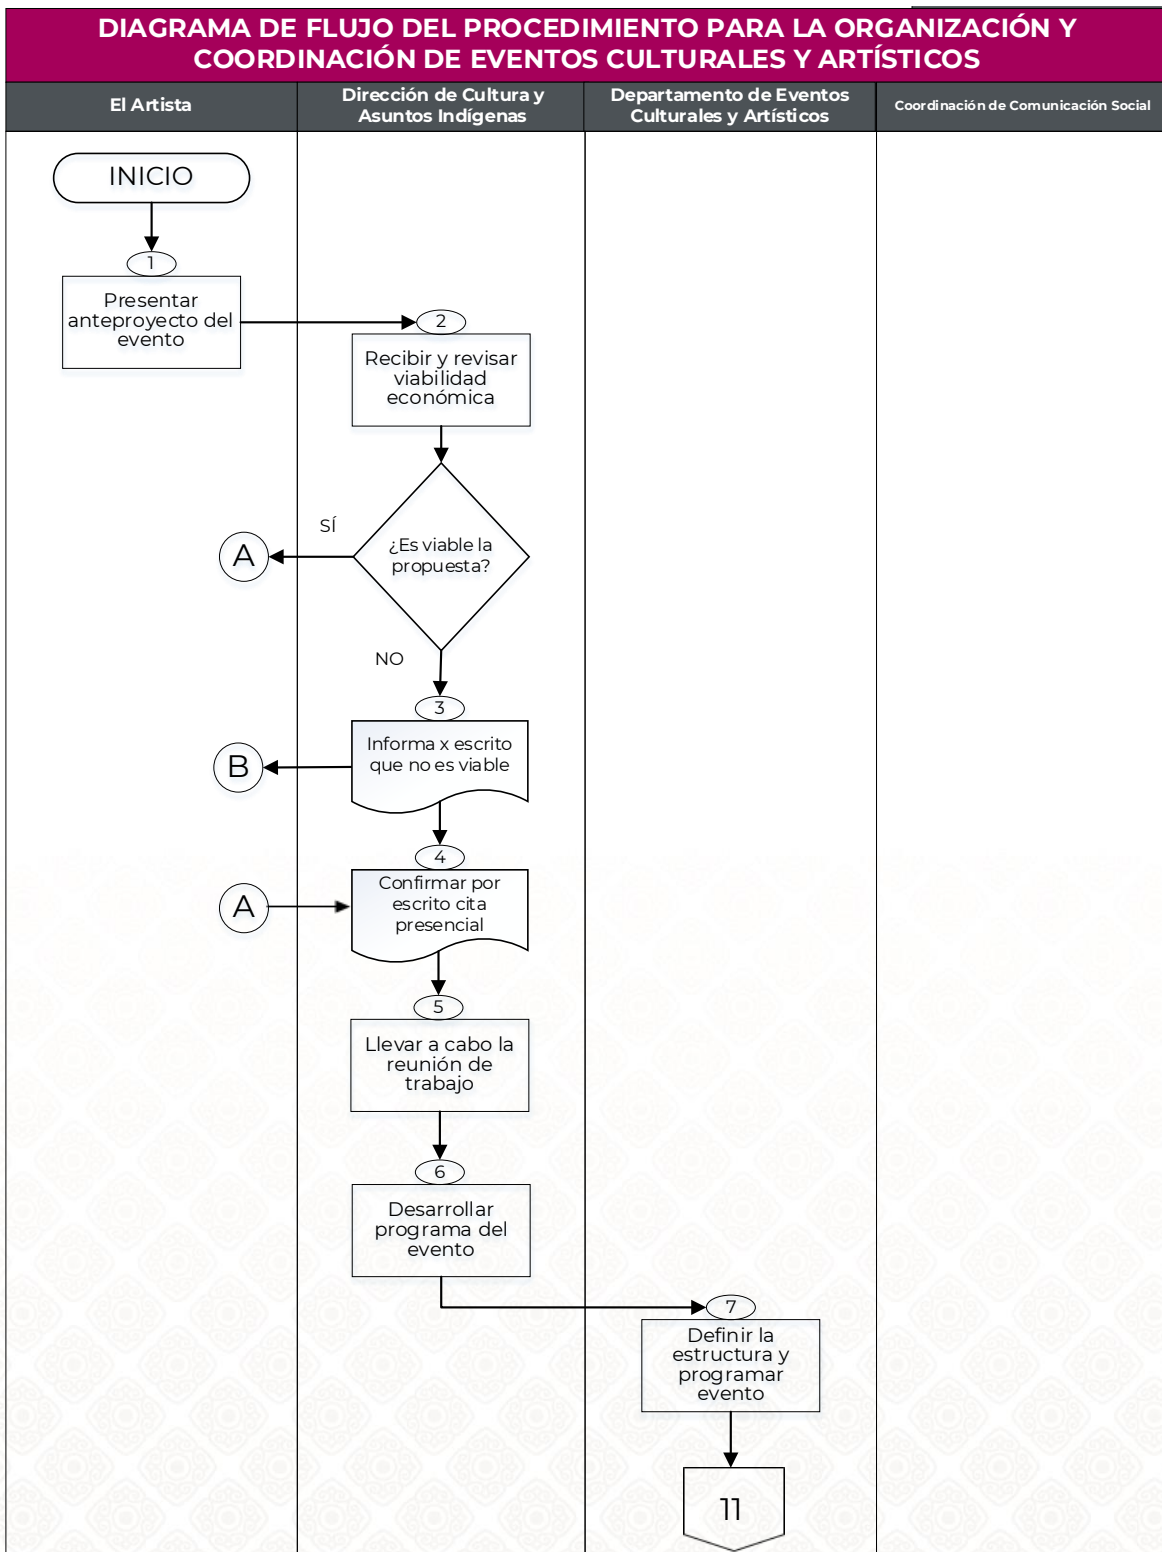 DIAGRAMA DE FLUJO DEL PROCEDIMIENTO PARA LA ORGANIZACIÓN Y
COORDINACIÓN DE EVENTOS CULTURALES Y ARTÍSTICOS
El Artista
Dirección de Cultura y
Asuntos Indígenas
Departamento de Eventos
Culturales y Artísticos
Coordinación de Comunicación Social
INICIO
1
Presentar
anteproyecto del
evento
2
Recibir y revisar
viabilidad
económica
¿Es viable la
propuesta?
SÍ
A
NO
3
Informa x escrito
que no es viable
B
4
Confirmar por
escrito cita
presencial
A
5
Llevar a cabo la
reunión de
trabajo
6
Desarrollar
programa del
evento
7
Definir la
estructura y
programar
evento
11